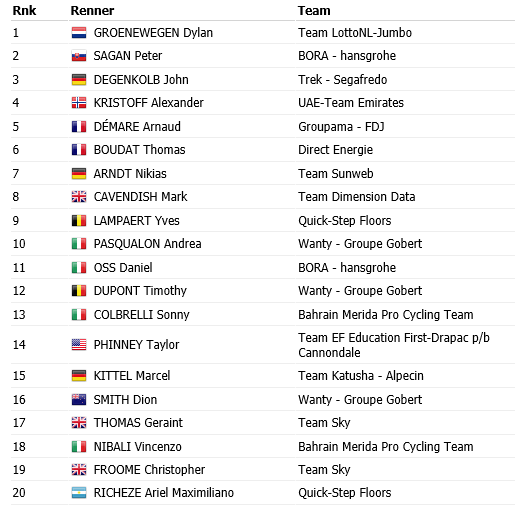 Rnk Renner Team
1 GROENEWEGEN Dylan Team LottoNL-Jumbo
2 SAGAN Peter BORA - hansgrohe
3 DEGENKOLB John Trek - Segafredo
4 KRISTOFF Alexander UAE-Team Emirates
5 DÉMARE Arnaud Groupama - FDJ
6 BOUDAT Thomas Direct Energie
7 ARNDT Nikias Team Sunweb
8 CAVENDISH Mark Team Dimension Data
9 LAMPAERT Yves Quick-Step Floors
10 PASQUALON Andrea Wanty - Groupe Gobert
11 OSS Daniel BORA - hansgrohe
12 DUPONT Timothy Wanty - Groupe Gobert
13 COLBRELLI Sonny Bahrain Merida Pro Cycling Team
14 PHINNEY Taylor Team EF Education First-Drapac p/b
Cannondale
15 KITTEL Marcel Team Katusha - Alpecin
16 SMITH Dion Wanty - Groupe Gobert
17 THOMAS Geraint Team Sky
18 NIBALI Vincenzo Bahrain Merida Pro Cycling Team
19 FROOME Christopher Team Sky
20 RICHEZE Ariel Maximiliano Quick-Step Floors